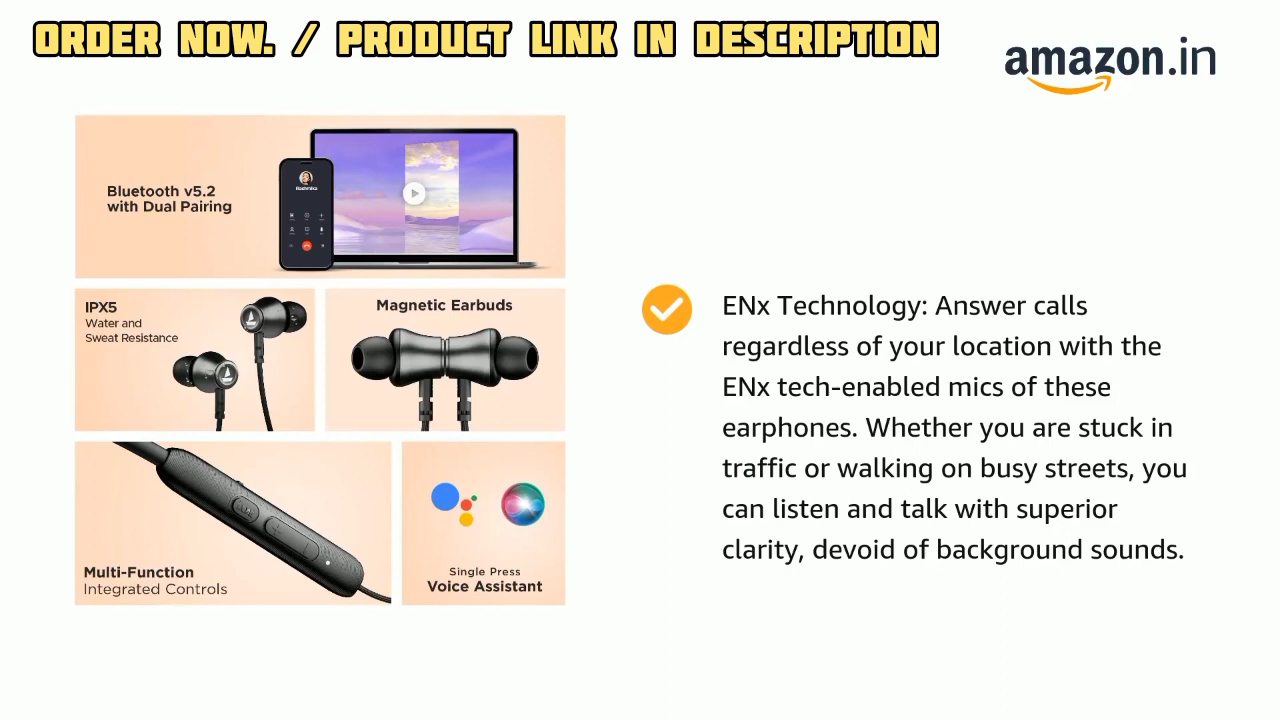 ORDER NOW. / PRODUCT LINK IN DESCRIPTION
amazon.in
Bluetooth v5.2
with Dual Pairing
IPX5
Water and
Sweat Resistance
Magnetic Earbuds
Multi-Function
Integrated Controls
Single Press
Voice Assistant
ENx Technology: Answer calls
regardless of your location with the
ENx tech-enabled mics of these
earphones. Whether you are stuck in
traffic or walking on busy streets, you
can listen and talk with superior
clarity, devoid of background sounds.